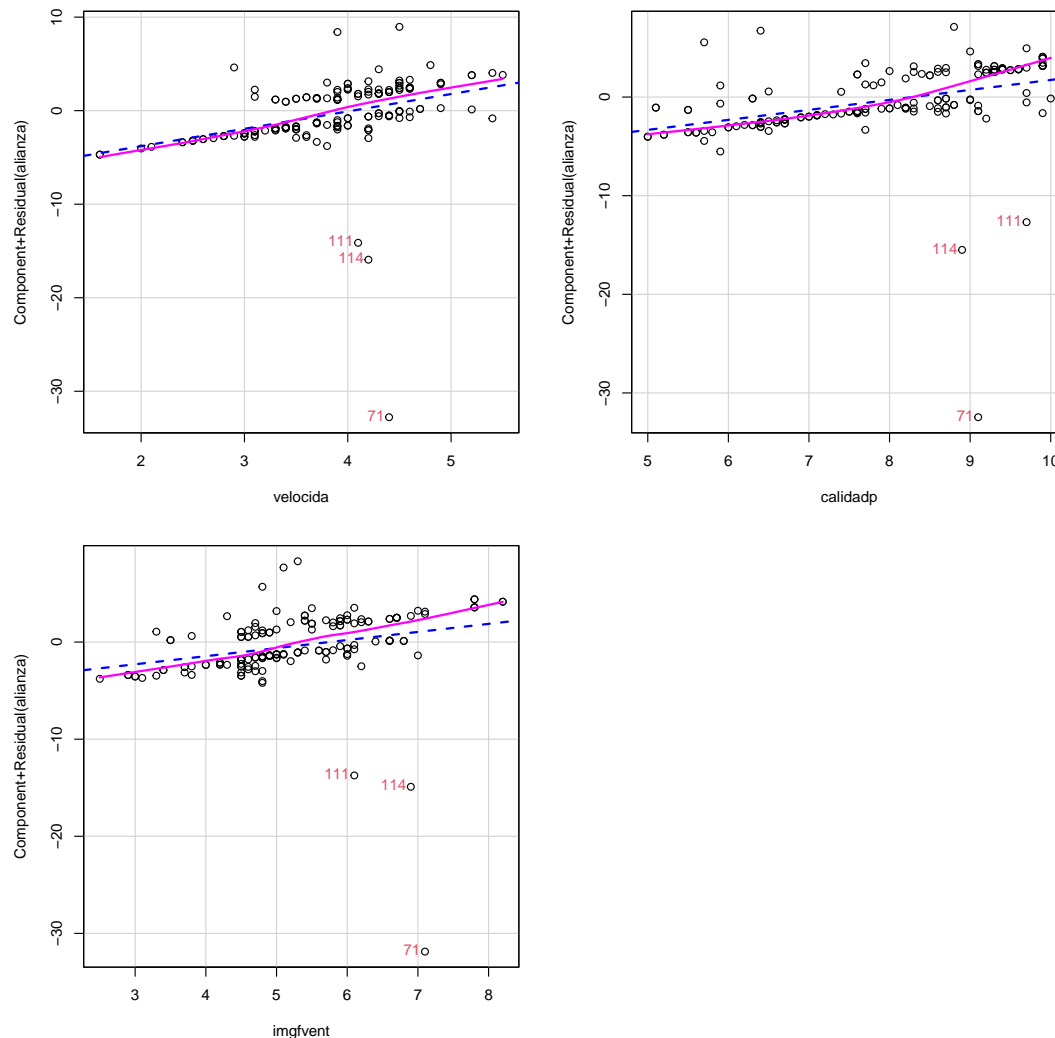 10
0
−10
−20
−30
Component+Residual(alianza)
111
114
71
2 3 4 5
velocida
0
−10
−20
−30
Component+Residual(alianza)
111
114
71
5 6 7 8 9 10
calidadp
0
−10
−20
−30
Component+Residual(alianza)
111
114
71
3 4 5 6 7 8
imgfvent